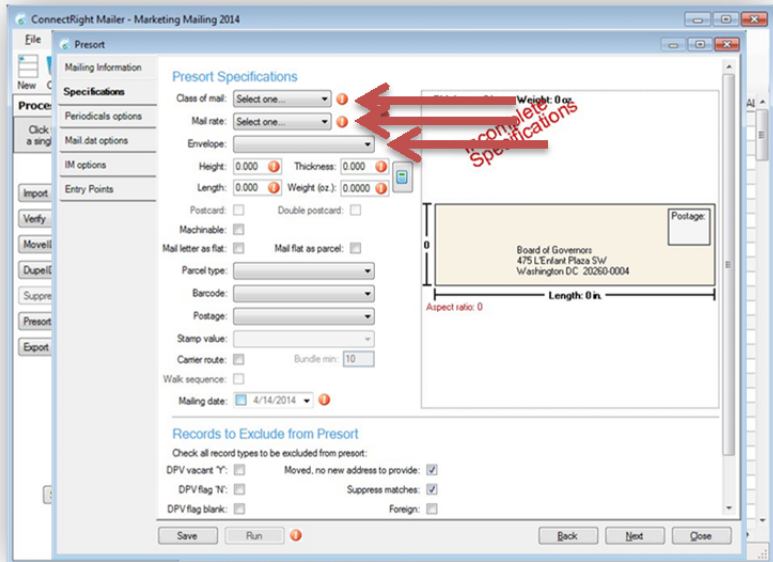 ConnectRight Mailer - Marketing Mailing 2014
File
Presort
New
Mailing Information
Specifications
Periodicals options
Mail.dat options
IM options
Entry Points
Click
a singl
Import
Verify
MoveID
DupeID
Suppre
Presort
Export
Presort Specifications
Class of mail: Select one...
Mail rate: Select one...
Envelope:
Height: 0.000 Thickness: 0.000
Length: 0.000 Weight (oz.): 0.0000
Postcard: Double postcard:
Machinable:
Mail letter as flat: Mail flat as parcel:
Parcel type:
Barcode:
Postage:
Stamp value:
Carrier route: Bundle min: 10
Walk sequence:
Mailing date: 4/14/2014
Weight: 0 oz.
Incomplete
Specifications
Postage:
0
Board of Governors
475 L'Enfant Plaza SW
Washington DC 20260-0004
Length: 0 in.
Aspect ratio: 0
Records to Exclude from Presort
Check all record types to be excluded from presort:
DPV vacant 'Y': Moved, no new address to provide:
DPV flag 'N': Suppress matches:
DPV flag blank: Foreign:
Save Run Back Next Close